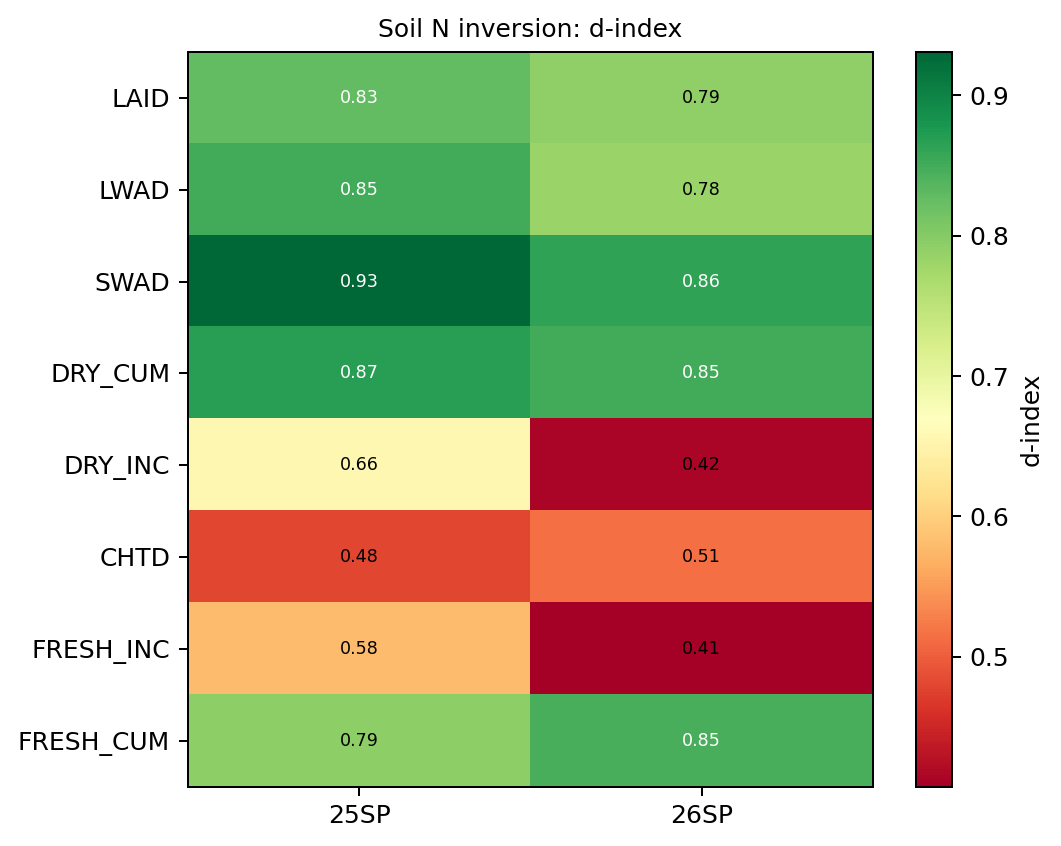 Soil N inversion: d-index
LAID 0.83 0.79
LWAD 0.85 0.78
SWAD 0.93 0.86
DRY_CUM 0.87 0.85
DRY_INC 0.66 0.42
CHTD 0.48 0.51
FRESH_INC 0.58 0.41
FRESH_CUM 0.79 0.85
25SP 26SP
0.9
0.8
0.7
0.6
0.5
d-index